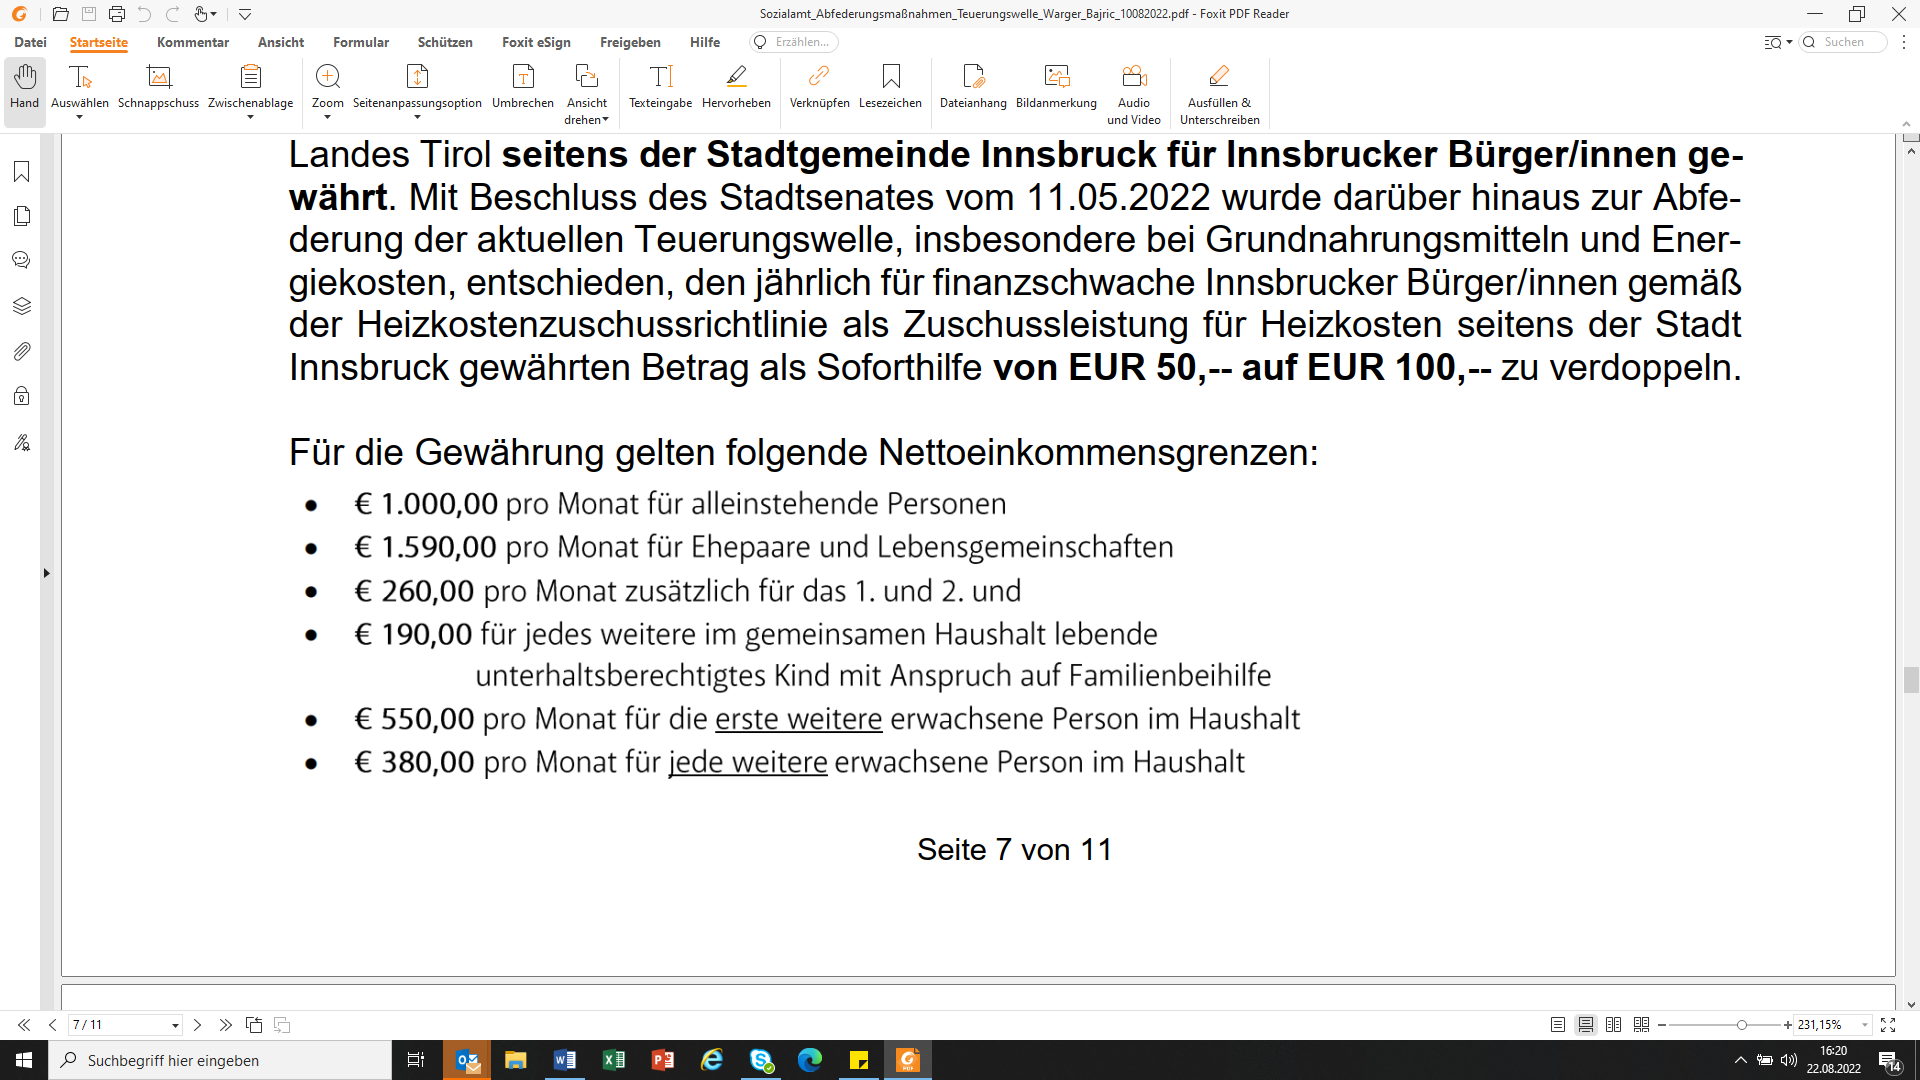 Sozialamt_Abfederungsmaßnahmen_Teuerungswelle_Warger_Bajric_10082022.pdf - Foxit PDF Reader
Datei Startseite Kommentar Ansicht Formular Schützen Foxit eSign Freigeben Hilfe Erzählen... Suchen
Hand Auswählen Schnappschuss Zwischenablage Zoom Seitenanpassungsoption Umbrechen Ansicht drehen Texteingabe Hervorheben Verknüpfen Lesezeichen Dateianhang Bildanmerkung Audio und Video Ausfüllen & Unterschreiben
Landes Tirol seitens der Stadtgemeinde Innsbruck für Innsbrucker Bürger/innen ge-
währt. Mit Beschluss des Stadtsenates vom 11.05.2022 wurde darüber hinaus zur Abfe-
derung der aktuellen Teuerungswelle, insbesondere bei Grundnahrungsmitteln und Ener-
giekosten, entschieden, den jährlich für finanzschwache Innsbrucker Bürger/innen gemäß
der Heizkostenzuschussrichtlinie als Zuschussleistung für Heizkosten seitens der Stadt
Innsbruck gewährten Betrag als Soforthilfe von EUR 50,-- auf EUR 100,-- zu verdoppeln.
Für die Gewährung gelten folgende Nettoeinkommensgrenzen:
• € 1.000,00 pro Monat für alleinstehende Personen
• € 1.590,00 pro Monat für Ehepaare und Lebensgemeinschaften
• € 260,00 pro Monat zusätzlich für das 1. und 2. und
• € 190,00 für jedes weitere im gemeinsamen Haushalt lebende
unterhaltsberechtigtes Kind mit Anspruch auf Familienbeihilfe
• € 550,00 pro Monat für die erste weitere erwachsene Person im Haushalt
• € 380,00 pro Monat für jede weitere erwachsene Person im Haushalt
Seite 7 von 11
7 / 11 231,15%
Suchbegriff hier eingeben 16:20
22.08.2022 14